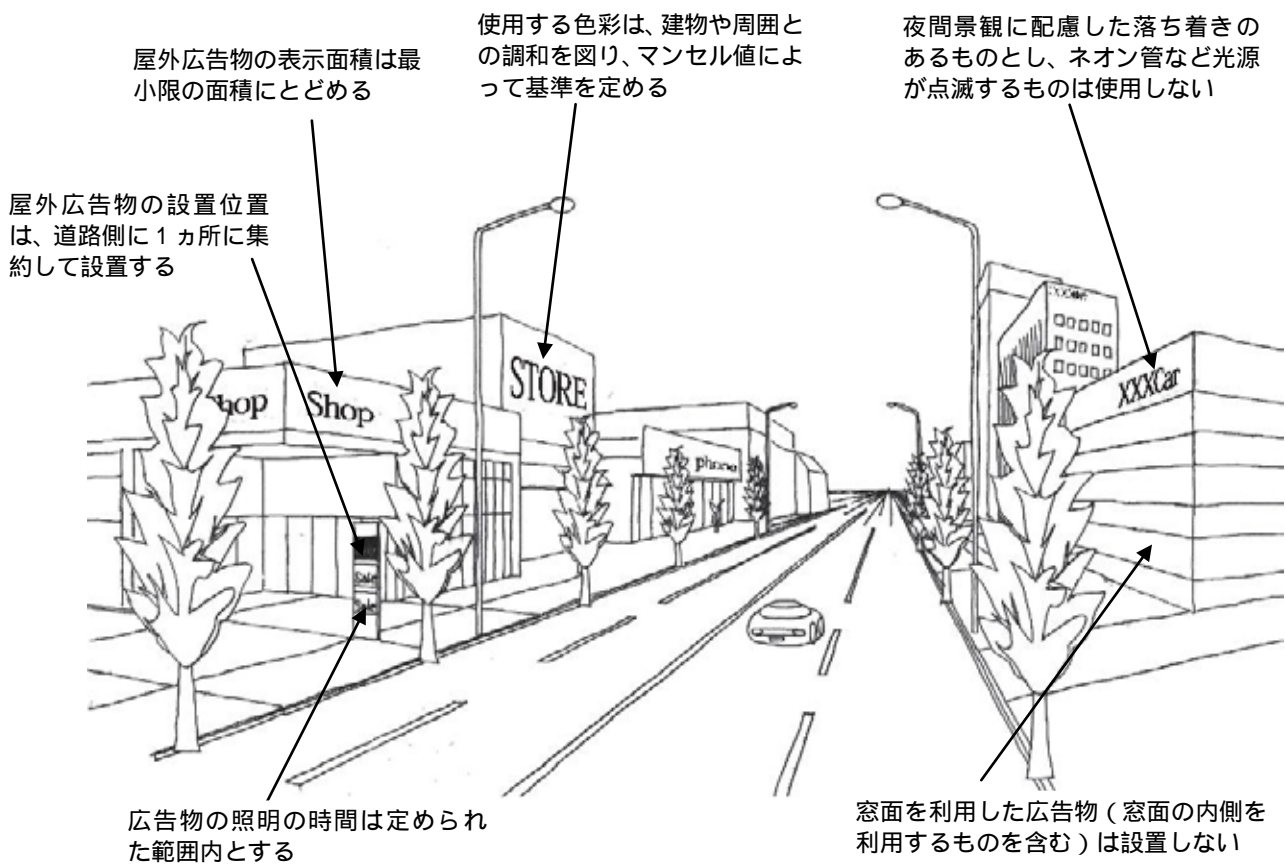 使用する色彩は、建物や周囲と
の調和を図り、マンセル値によ
って基準を定める
夜間景観に配慮した落ち着きの
あるものとし、ネオン管など光源
が点滅するものは使用しない
屋外広告物の表示面積は最
小限の面積にとどめる
屋外広告物の設置位置
は、道路側に1ヵ所に集
約して設置する
hop
Shop
STORE
phone
XXXCar
Sale
広告物の照明の時間は定められ
た範囲内とする
窓面を利用した広告物(窓面の内側を
利用するものを含む)は設置しない